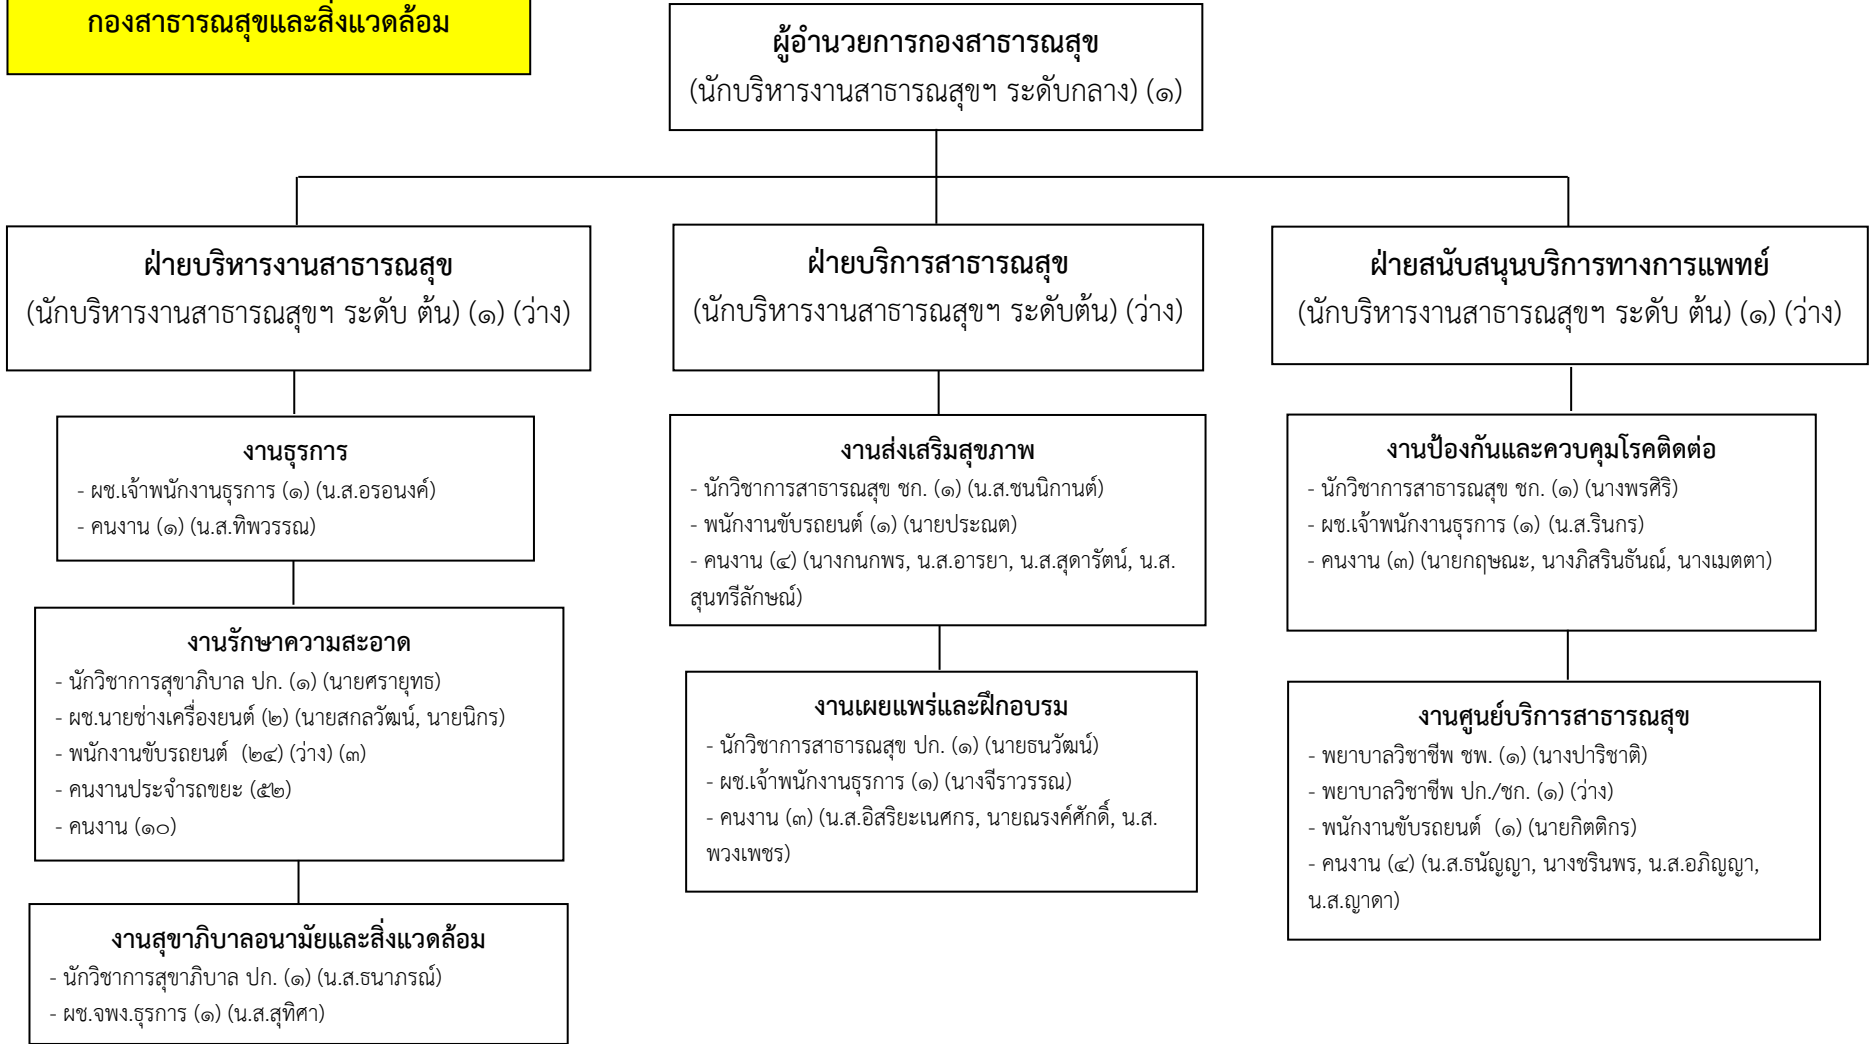 กองสาธารณสุขและสิ่งแวดล้อม
ผู้อำนวยการกองสาธารณสุข
(นักบริหารงานสาธารณสุขฯ ระดับกลาง) (๑)
ฝ่ายบริหารงานสาธารณสุข
(นักบริหารงานสาธารณสุขฯ ระดับ ต้น) (๑) (ว่าง)
ฝ่ายบริการสาธารณสุข
(นักบริหารงานสาธารณสุขฯ ระดับต้น) (ว่าง)
ฝ่ายสนับสนุนบริการทางการแพทย์
(นักบริหารงานสาธารณสุขฯ ระดับ ต้น) (๑) (ว่าง)
งานธุรการ
- ผช.เจ้าพนักงานธุรการ (๑) (น.ส.อรอนงค์)
- คนงาน (๑) (น.ส.ทิพวรรณ)
งานรักษาความสะอาด
- นักวิชาการสุขาภิบาล ปก. (๑) (นายศรายุทธ)
- ผช.นายช่างเครื่องยนต์ (๒) (นายสกลวัฒน์, นายนิกร)
- พนักงานขับรถยนต์ (๒๔) (ว่าง) (๓)
- คนงานประจำรถขยะ (๕๒)
- คนงาน (๑๐)
งานสุขาภิบาลอนามัยและสิ่งแวดล้อม
- นักวิชาการสุขาภิบาล ปก. (๑) (น.ส.ธนาภรณ์)
- ผช.จพง.ธุรการ (๑) (น.ส.สุทิศา)
งานส่งเสริมสุขภาพ
- นักวิชาการสาธารณสุข ชก. (๑) (น.ส.ชนนิกานต์)
- พนักงานขับรถยนต์ (๑) (นายประณต)
- คนงาน (๔) (นางกนกพร, น.ส.อารยา, น.ส.สุดารัตน์, น.ส.
สุนทรีลักษณ์)
งานเผยแพร่และฝึกอบรม
- นักวิชาการสาธารณสุข ปก. (๑) (นายธนวัฒน์)
- ผช.เจ้าพนักงานธุรการ (๑) (นางจีราวรรณ)
- คนงาน (๓) (น.ส.อิสริยะเนศกร, นายณรงค์ศักดิ์, น.ส.
พวงเพชร)
งานป้องกันและควบคุมโรคติดต่อ
- นักวิชาการสาธารณสุข ชก. (๑) (นางพรศิริ)
- ผช.เจ้าพนักงานธุรการ (๑) (น.ส.รินกร)
- คนงาน (๓) (นายกฤษณะ, นางภิสรินธันณ์, นางเมตตา)
งานศูนย์บริการสาธารณสุข
- พยาบาลวิชาชีพ ชพ. (๑) (นางปาริชาติ)
- พยาบาลวิชาชีพ ปก./ชก. (๑) (ว่าง)
- พนักงานขับรถยนต์ (๑) (นายกิตติกร)
- คนงาน (๔) (น.ส.ธนัญญา, นางชรินพร, น.ส.อภิญญา,
น.ส.ญาดา)